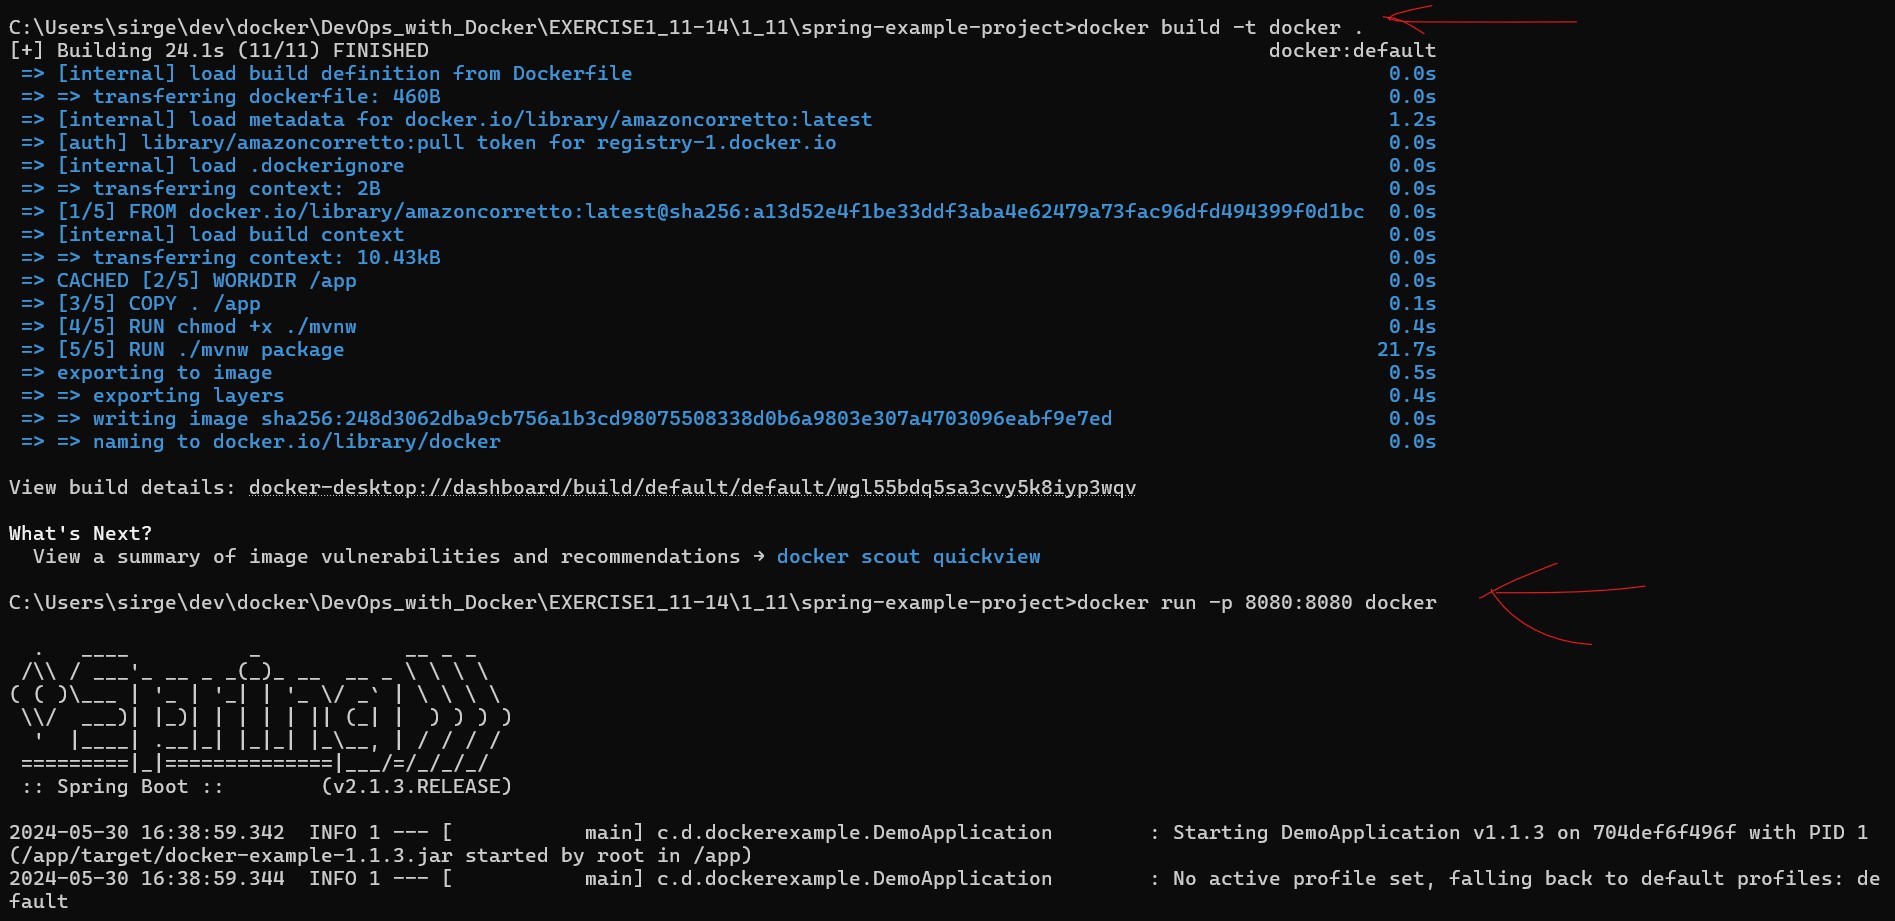 C:\Users\sirge\dev\docker\DevOps_with_Docker\EXERCISE1_11-14\1_11\spring-example-project>docker build -t docker .
[+] Building 24.1s (11/11) FINISHED                                                                      docker:default
 => [internal] load build definition from Dockerfile                                                               0.0s
 => => transferring dockerfile: 460B                                                                               0.0s
 => [internal] load metadata for docker.io/library/amazoncorretto:latest                                           1.2s
 => [auth] library/amazoncorretto:pull token for registry-1.docker.io                                              0.0s
 => [internal] load .dockerignore                                                                                  0.0s
 => => transferring context: 2B                                                                                    0.0s
 => [1/5] FROM docker.io/library/amazoncorretto:latest@sha256:a13d52e4f1be33ddf3aba4e62479a73fac96dfd494399f0d1bc  0.0s
 => [internal] load build context                                                                                  0.0s
 => => transferring context: 10.43kB                                                                               0.0s
 => CACHED [2/5] WORKDIR /app                                                                                      0.0s
 => [3/5] COPY . /app                                                                                              0.1s
 => [4/5] RUN chmod +x ./mvnw                                                                                      0.4s
 => [5/5] RUN ./mvnw package                                                                                      21.7s
 => exporting to image                                                                                             0.5s
 => => exporting layers                                                                                            0.4s
 => => writing image sha256:248d3062dba9cb756a1b3cd98075508338d0b6a9803e307a4703096eabf9e7ed                       0.0s
 => => naming to docker.io/library/docker                                                                          0.0s
View build details: docker-desktop://dashboard/build/default/default/wgl55bdq5sa3cvy5k8iyp3wqv
What's Next?
  View a summary of image vulnerabilities and recommendations → docker scout quickview
C:\Users\sirge\dev\docker\DevOps_with_Docker\EXERCISE1_11-14\1_11\spring-example-project>docker run -p 8080:8080 docker
  .   ____          _            __ _ _
 /\\ / ___'_ __ _ _(_)_ __  __ _ \ \ \ \
( ( )\___ | '_ | '_| | '_ \/ _` | \ \ \ \
 \\/  ___)| |_)| | | | | || (_| |  ) ) ) )
  '  |____| .__|_| |_|_| |_\__, | / / / /
 =========|_|==============|___/=/_/_/_/
 :: Spring Boot ::        (v2.1.3.RELEASE)
2024-05-30 16:38:59.342  INFO 1 --- [           main] c.d.dockerexample.DemoApplication        : Starting DemoApplication v1.1.3 on 704def6f496f with PID 1
(/app/target/docker-example-1.1.3.jar started by root in /app)
2024-05-30 16:38:59.344  INFO 1 --- [           main] c.d.dockerexample.DemoApplication        : No active profile set, falling back to default profiles: de
fault